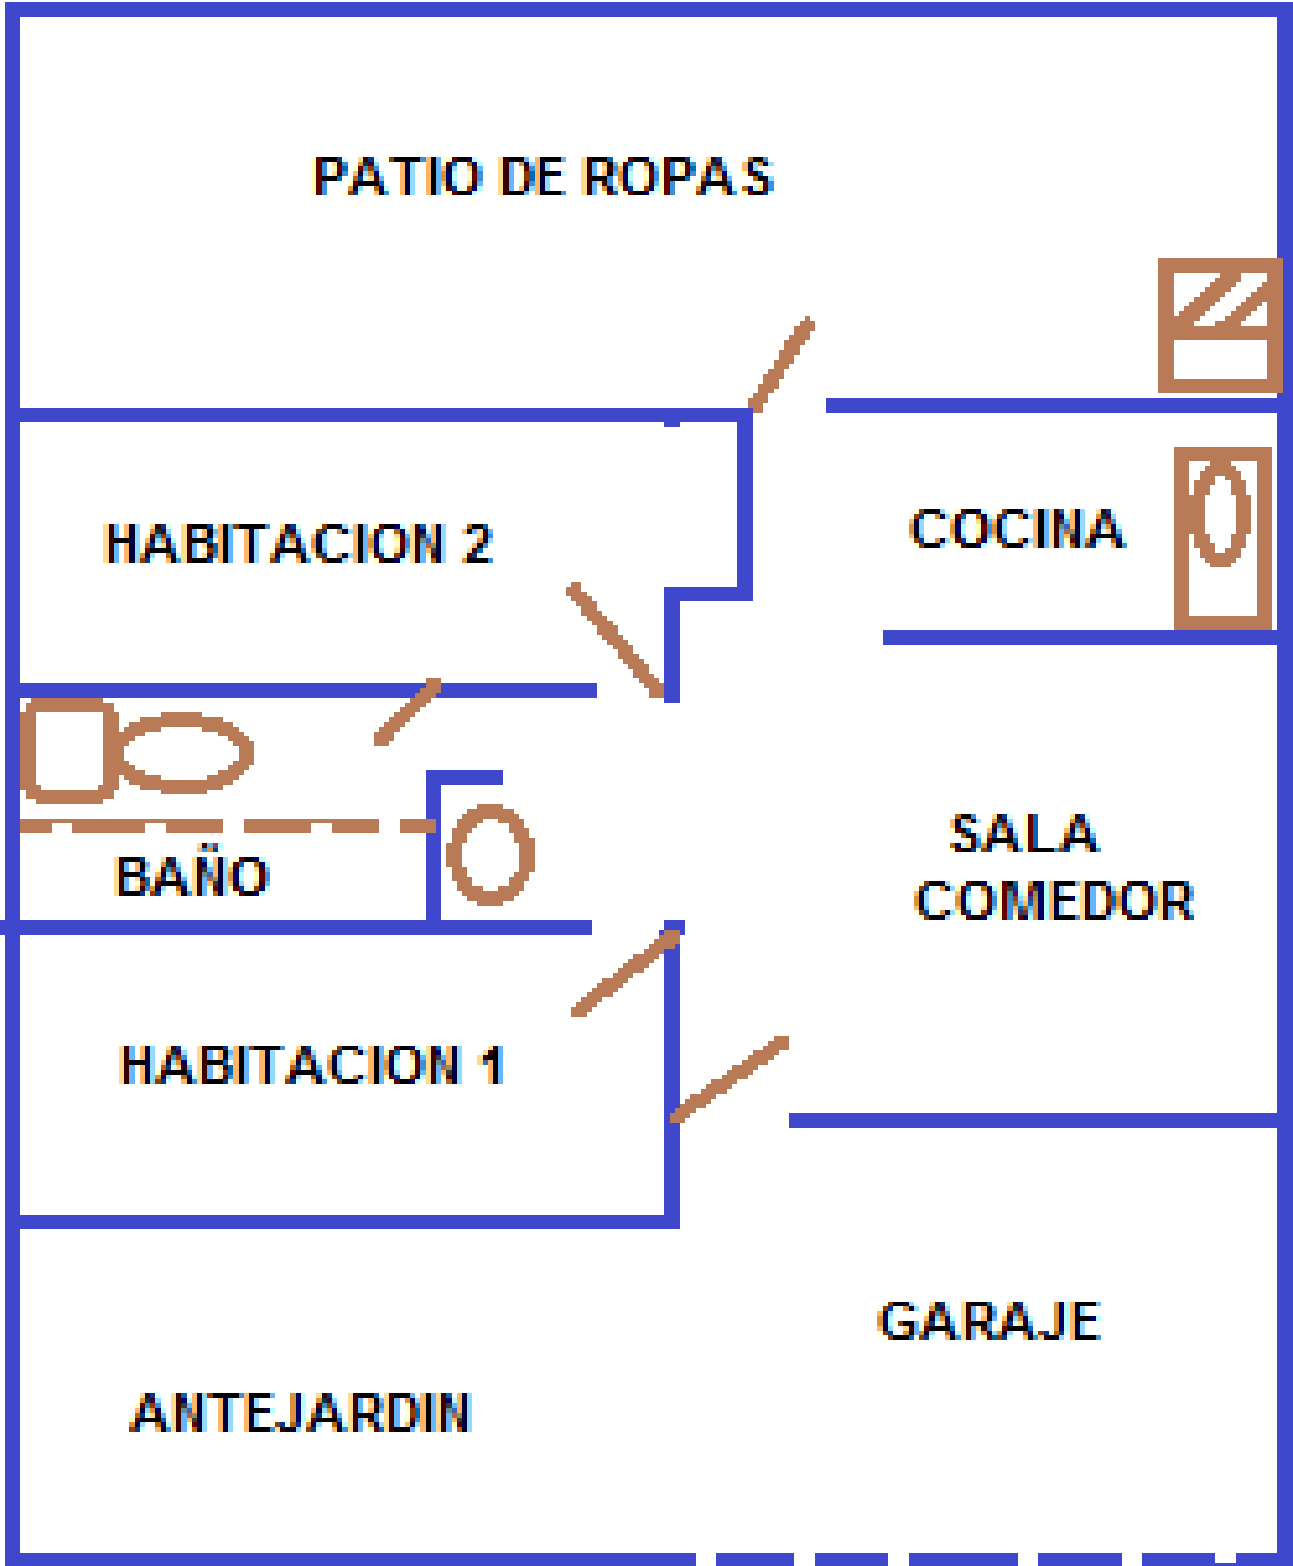 PATIO DE ROPAS
HABITACION 2
COCINA
SALA
COMEDOR
BAÑO
HABITACION 1
GARAJE
ANTEJARDIN